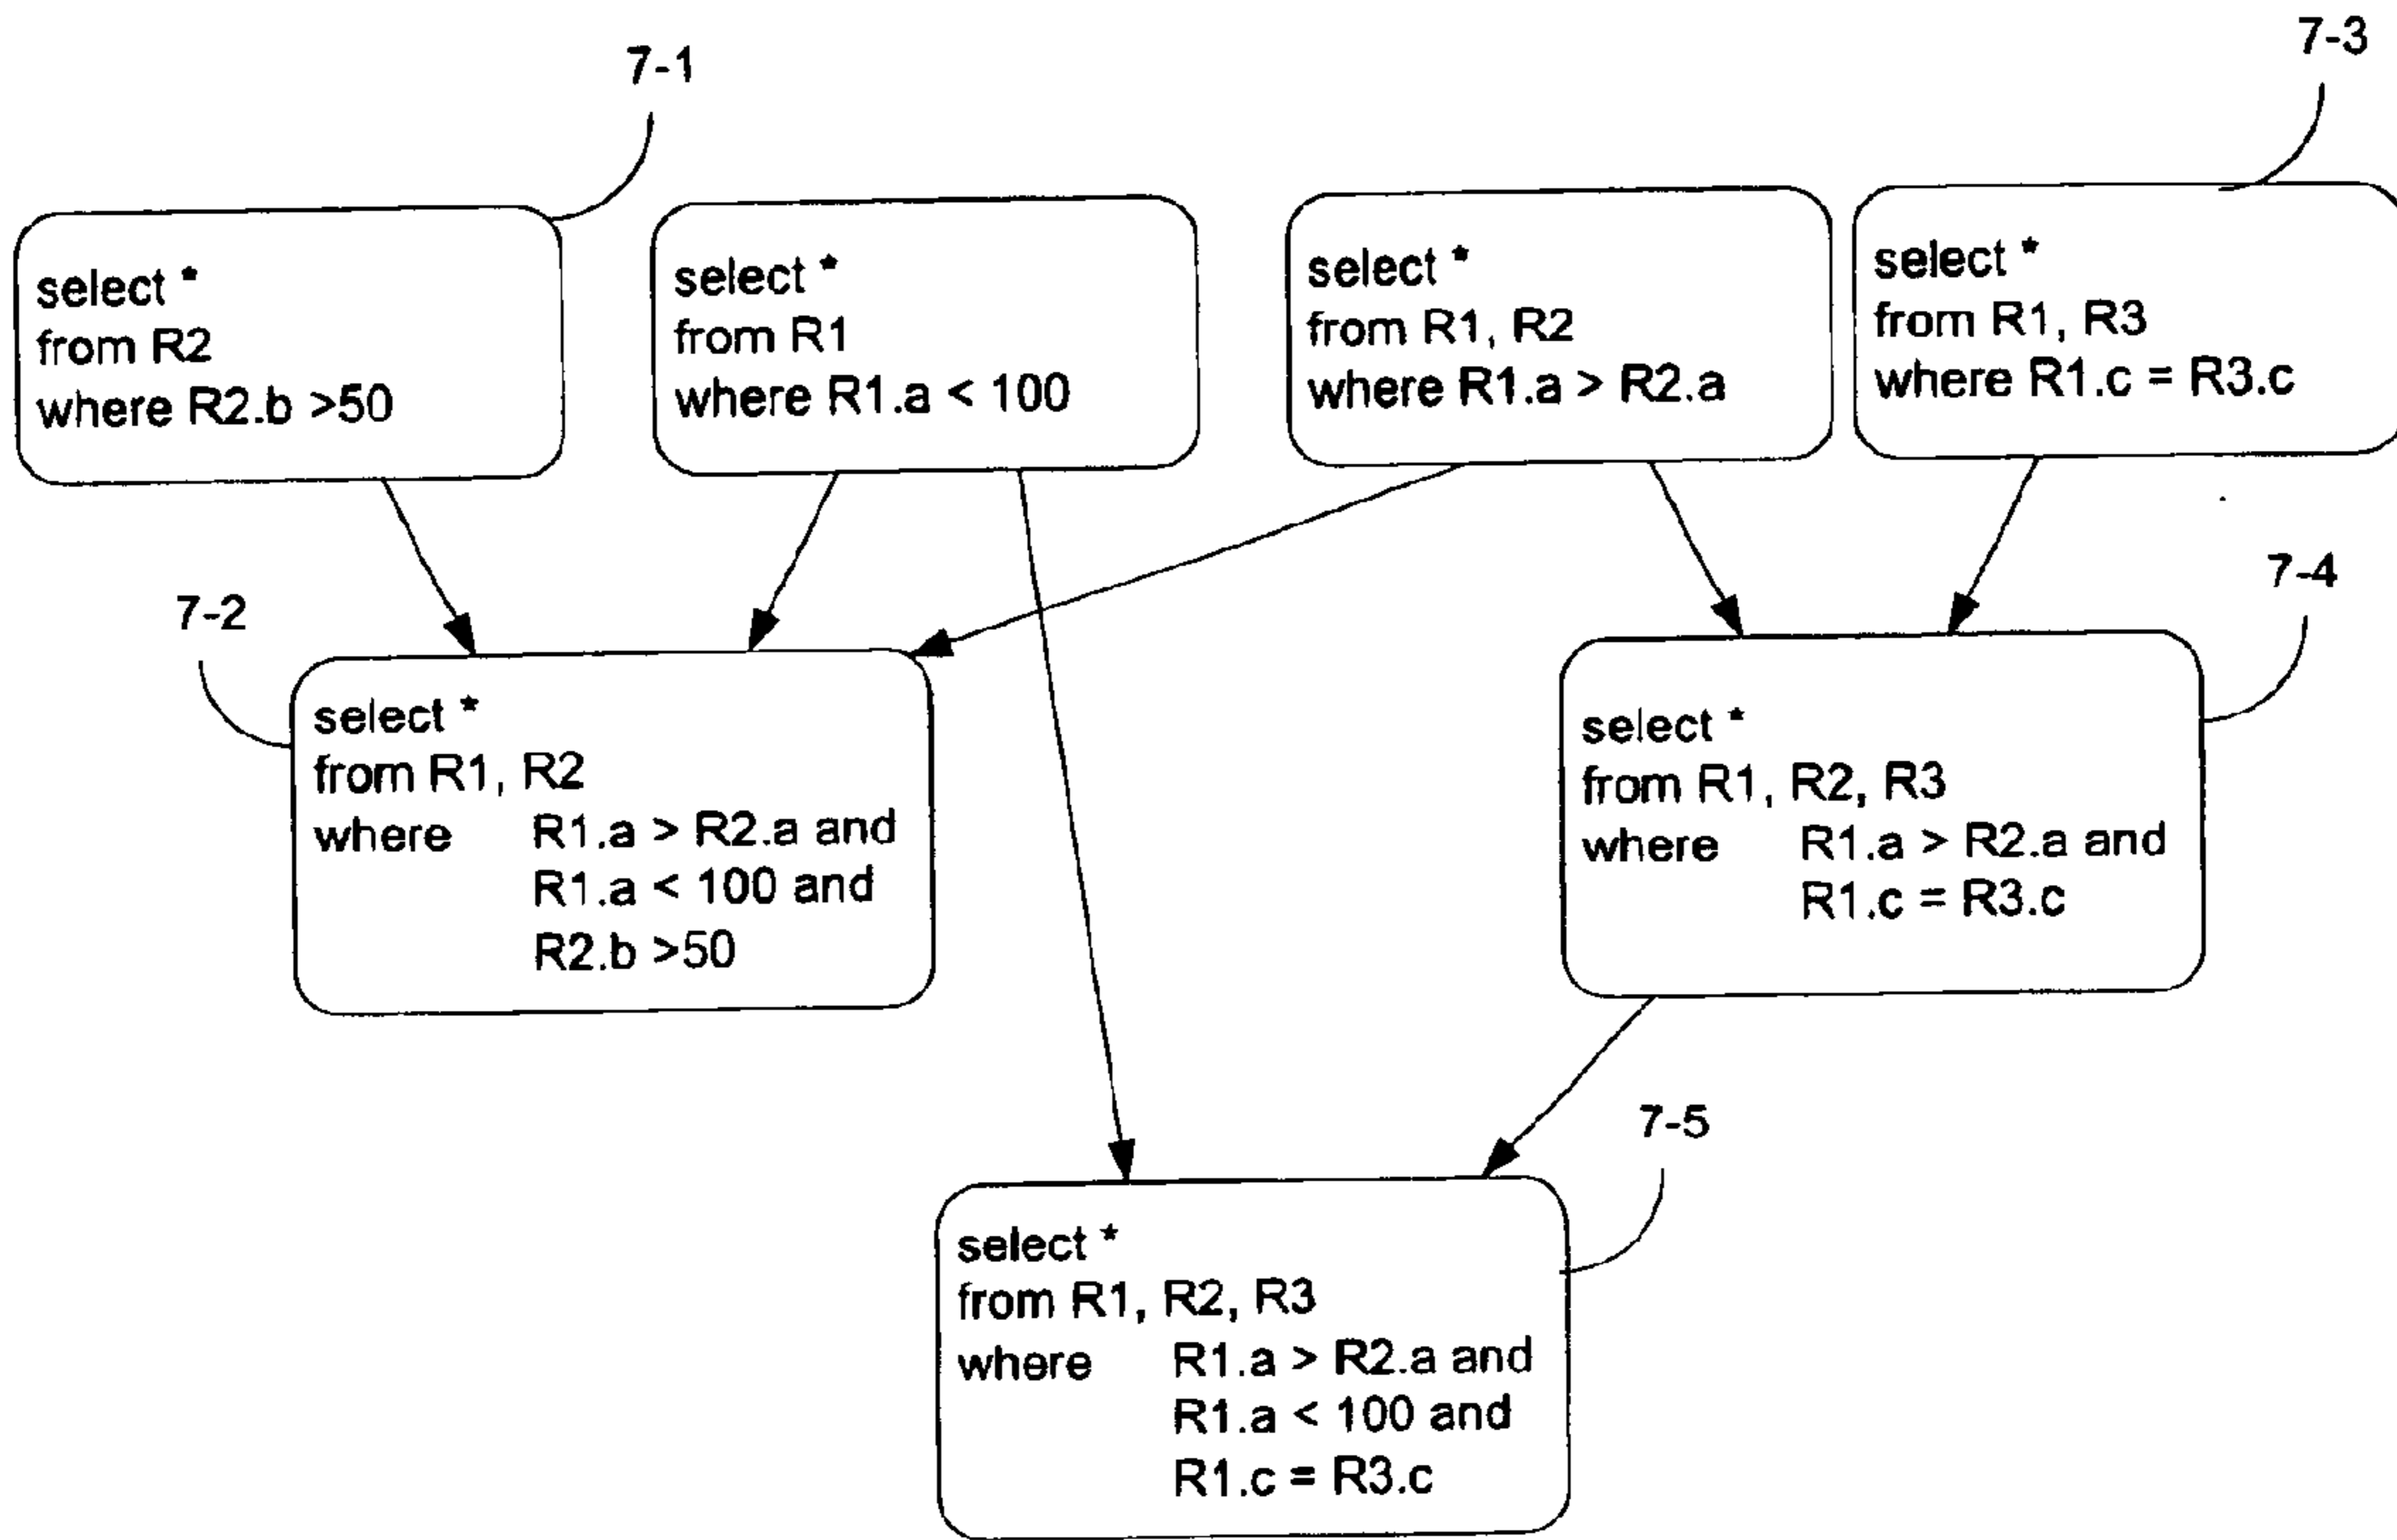 7-1
7-3
select *
from R2
where R2.b >50
select *
from R1
where R1.a < 100
select *
from R1, R2
where R1.a > R2.a
select *
from R1, R3
where R1.c = R3.c
7-2
7-4
select *
from R1, R2
where R1.a > R2.a and
R1.a < 100 and
R2.b >50
select *
from R1, R2, R3
where R1.a > R2.a and
R1.c = R3.c
7-5
select *
from R1, R2, R3
where R1.a > R2.a and
R1.a < 100 and
R1.c = R3.c